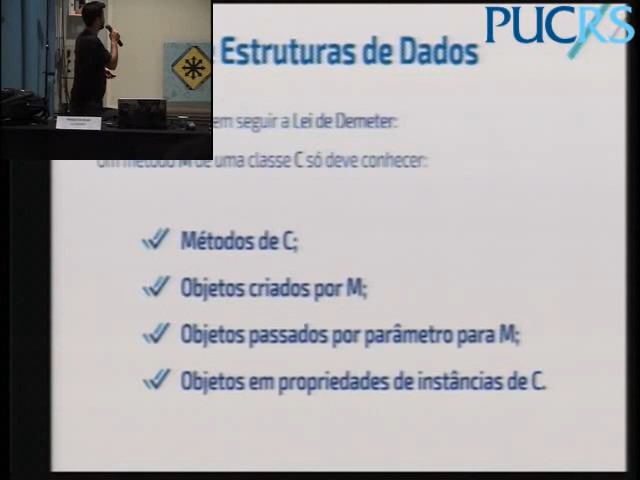 PUCRS
Estruturas de Dados
em seguir a Lei de Demeter:
Um método M de uma classe C só deve conhecer:
Métodos de C;
Objetos criados por M;
Objetos passados por parâmetro para M;
Objetos em propriedades de instâncias de C.